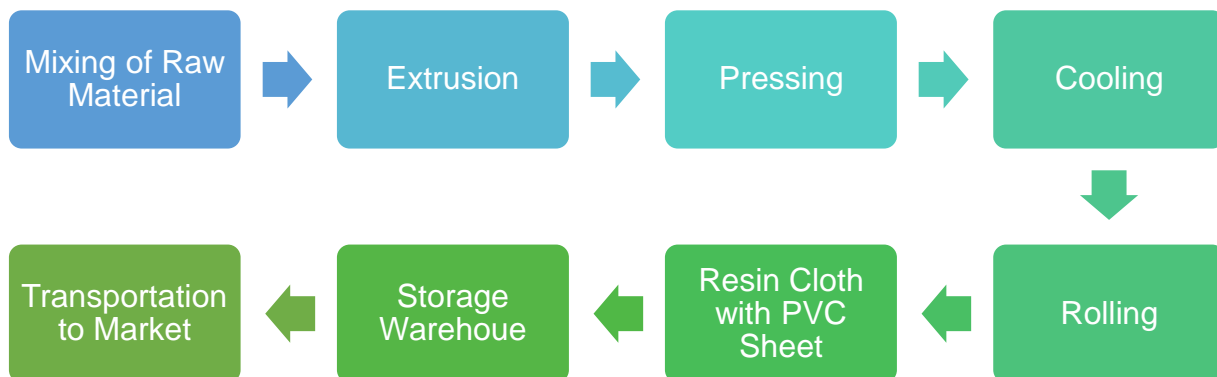 Mixing of Raw
Material
Extrusion
Pressing
Cooling
Rolling
Resin Cloth
with PVC
Sheet
Storage
Warehoue
Transportation
to Market